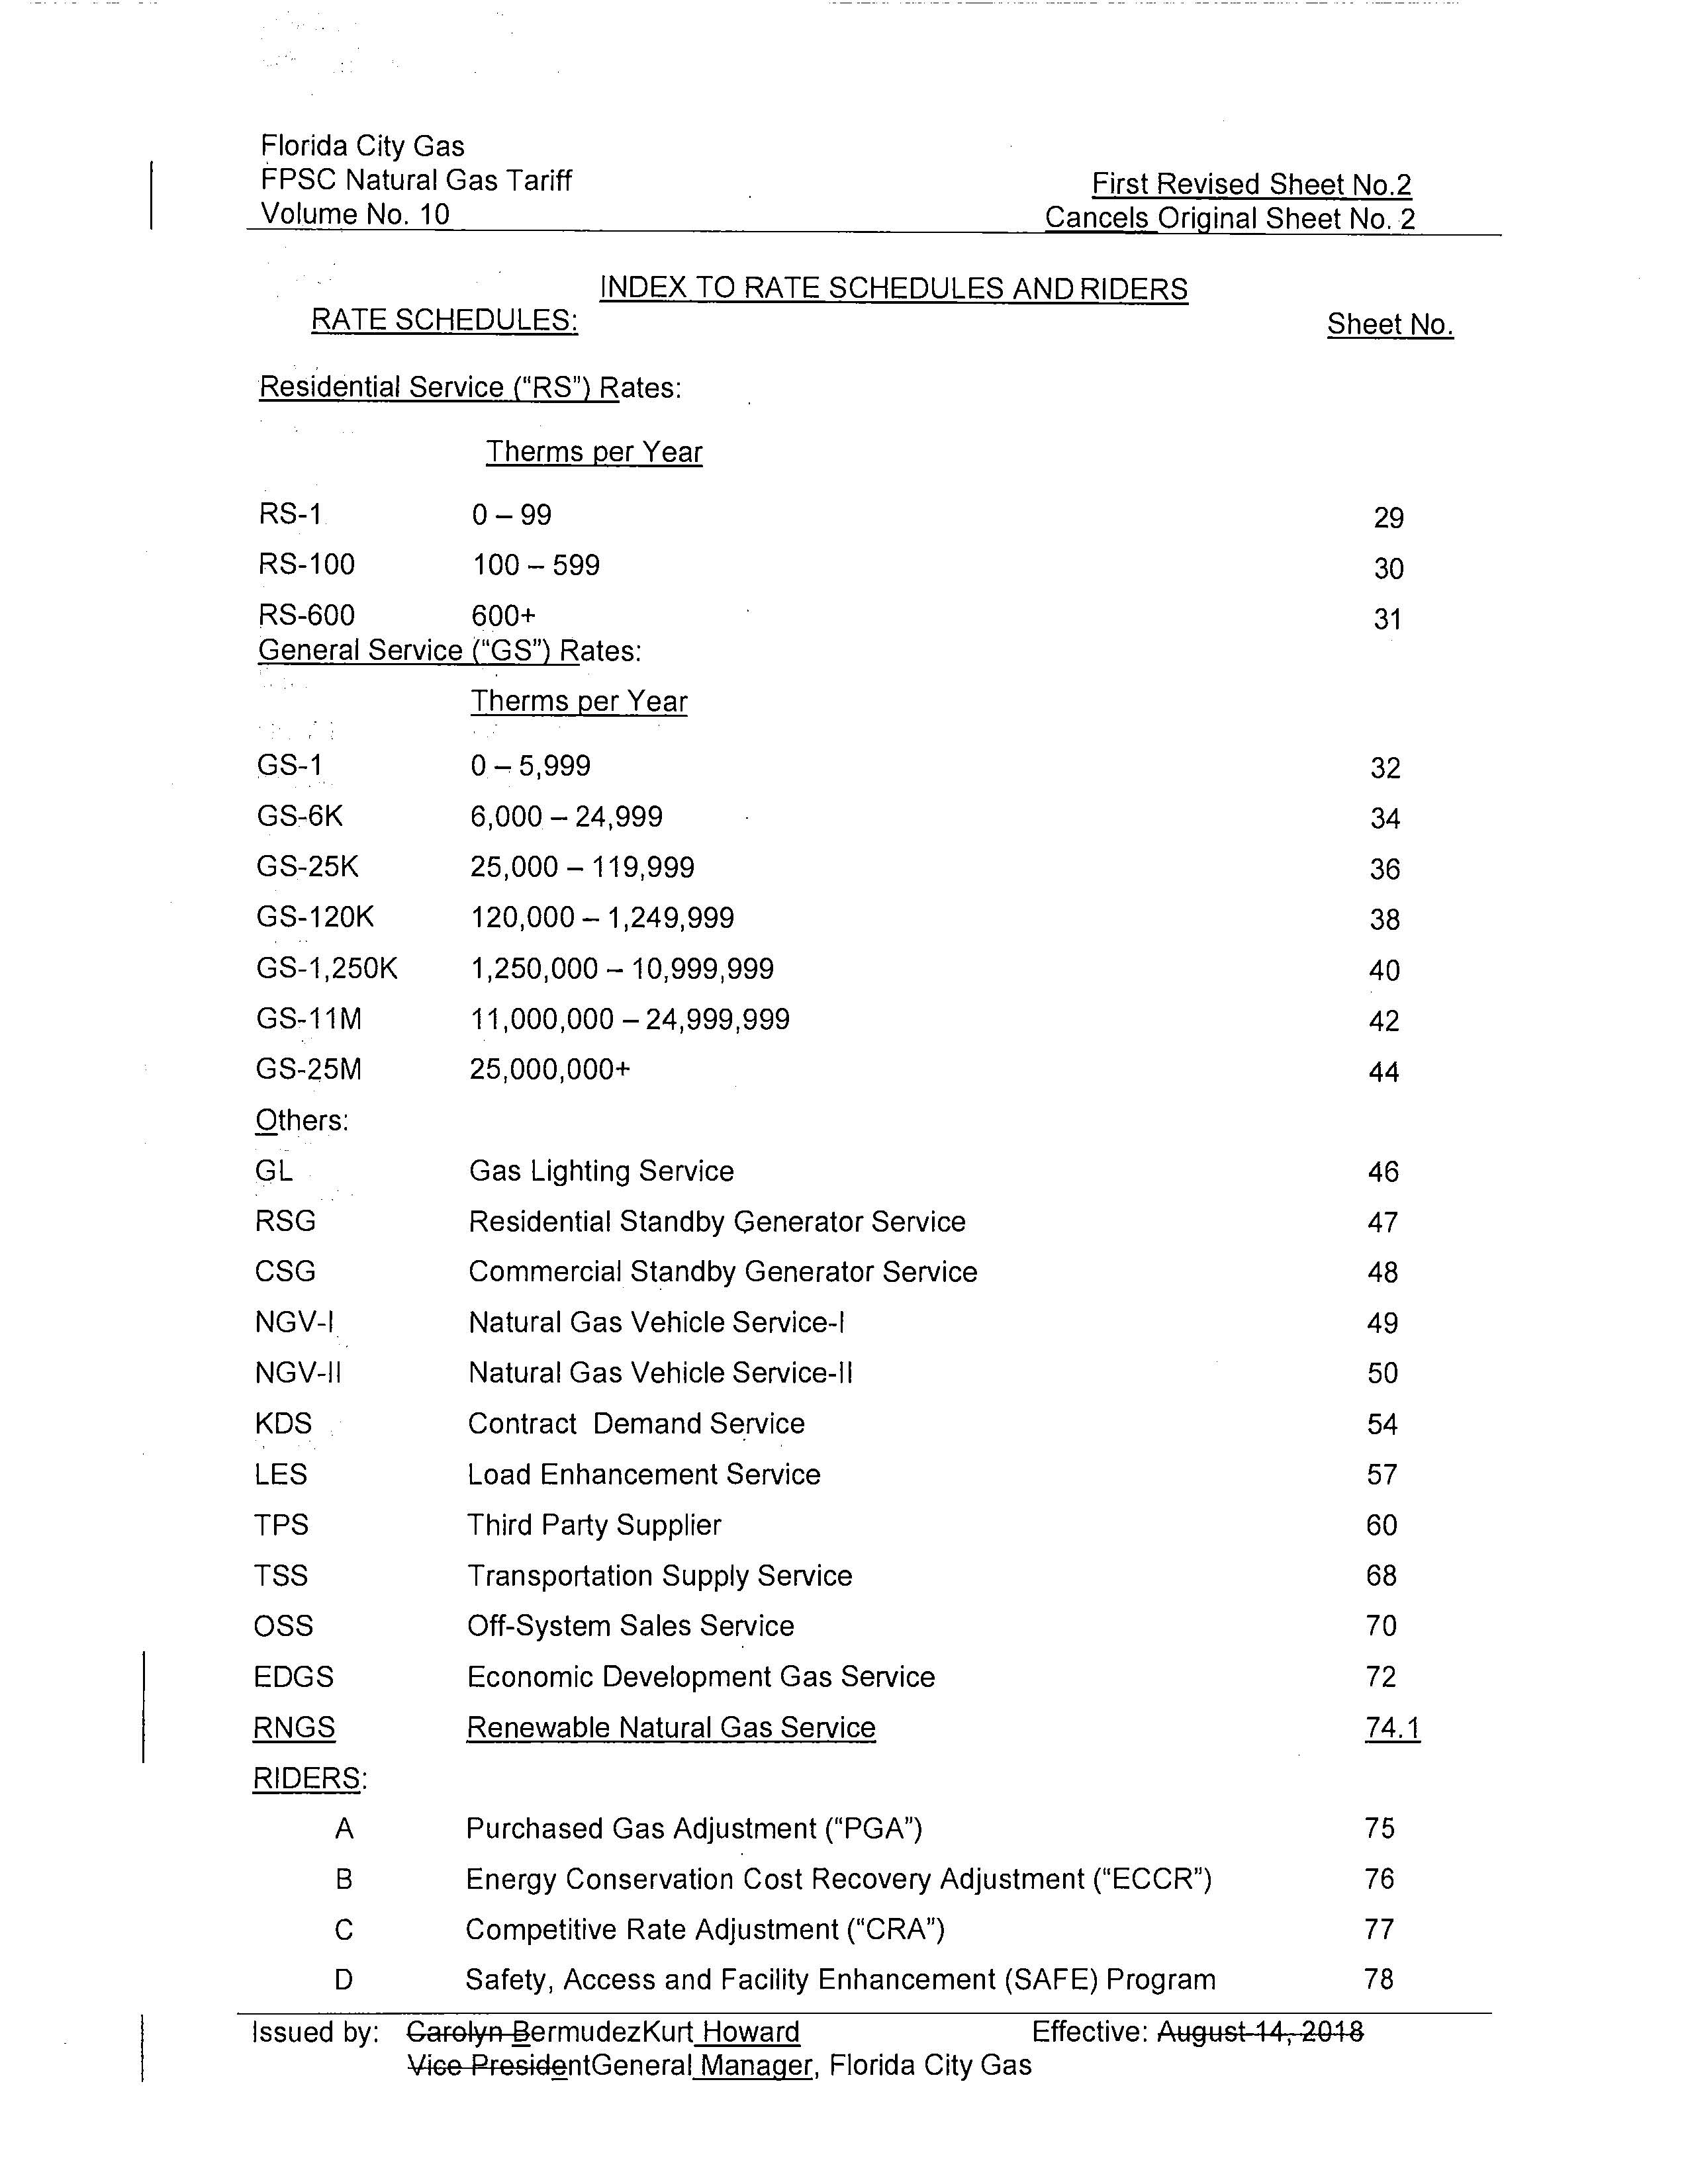 Florida City Gas
FPSC Natural Gas Tariff First Revised Sheet No.2
Volume No. 10 Cancels Original Sheet No. 2
INDEX TO RATE SCHEDULES AND RIDERS
RATE SCHEDULES: Sheet No.
Residential Service ("RS") Rates:
Therms per Year
RS-1 0 – 99 29
RS-100 100 – 599 30
RS-600 600+ 31
General Service ("GS") Rates:
Therms per Year
GS-1 0 – 5,999 32
GS-6K 6,000 – 24,999 34
GS-25K 25,000 – 119,999 36
GS-120K 120,000 – 1,249,999 38
GS-1,250K 1,250,000 – 10,999,999 40
GS-11M 11,000,000 – 24,999,999 42
GS-25M 25,000,000+ 44
Others:
GL Gas Lighting Service 46
RSG Residential Standby Generator Service 47
CSG Commercial Standby Generator Service 48
NGV-I Natural Gas Vehicle Service-I 49
NGV-II Natural Gas Vehicle Service-II 50
KDS Contract Demand Service 54
LES Load Enhancement Service 57
TPS Third Party Supplier 60
TSS Transportation Supply Service 68
OSS Off-System Sales Service 70
EDGS Economic Development Gas Service 72
RNGS Renewable Natural Gas Service 74.1
RIDERS:
A Purchased Gas Adjustment ("PGA") 75
B Energy Conservation Cost Recovery Adjustment ("ECCR") 76
C Competitive Rate Adjustment ("CRA") 77
D Safety, Access and Facility Enhancement (SAFE) Program 78
Issued by: Carolyn BermudezKurt Howard Effective: August 14, 2018
Vice PresidentGeneral Manager, Florida City Gas